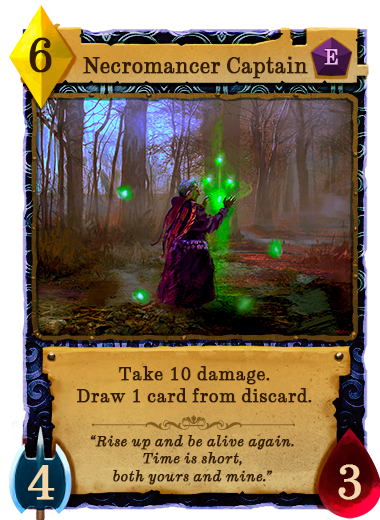 6
Necromancer Captain
E
Take 10 damage.
Draw 1 card from discard.
“Rise up and be alive again.
Time is short,
both yours and mine.”
4
3